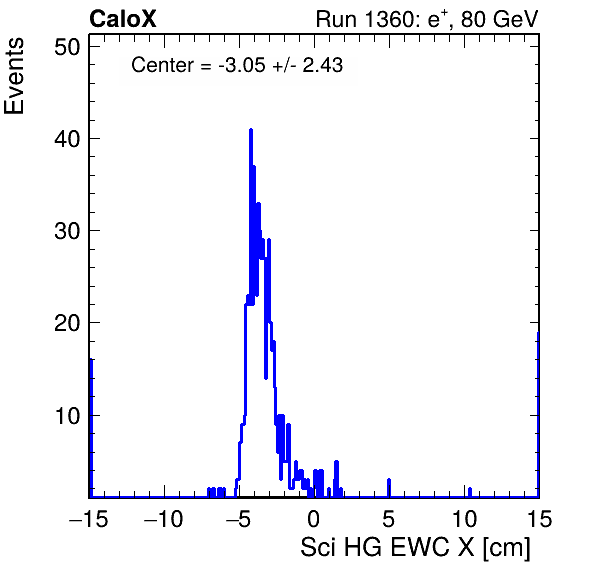 CaloX Run 1360: e⁺, 80 GeV
Center = -3.05 +/- 2.43
Events
50
40
30
20
10
−15 −10 −5 0 5 10 15
Sci HG EWC X [cm]